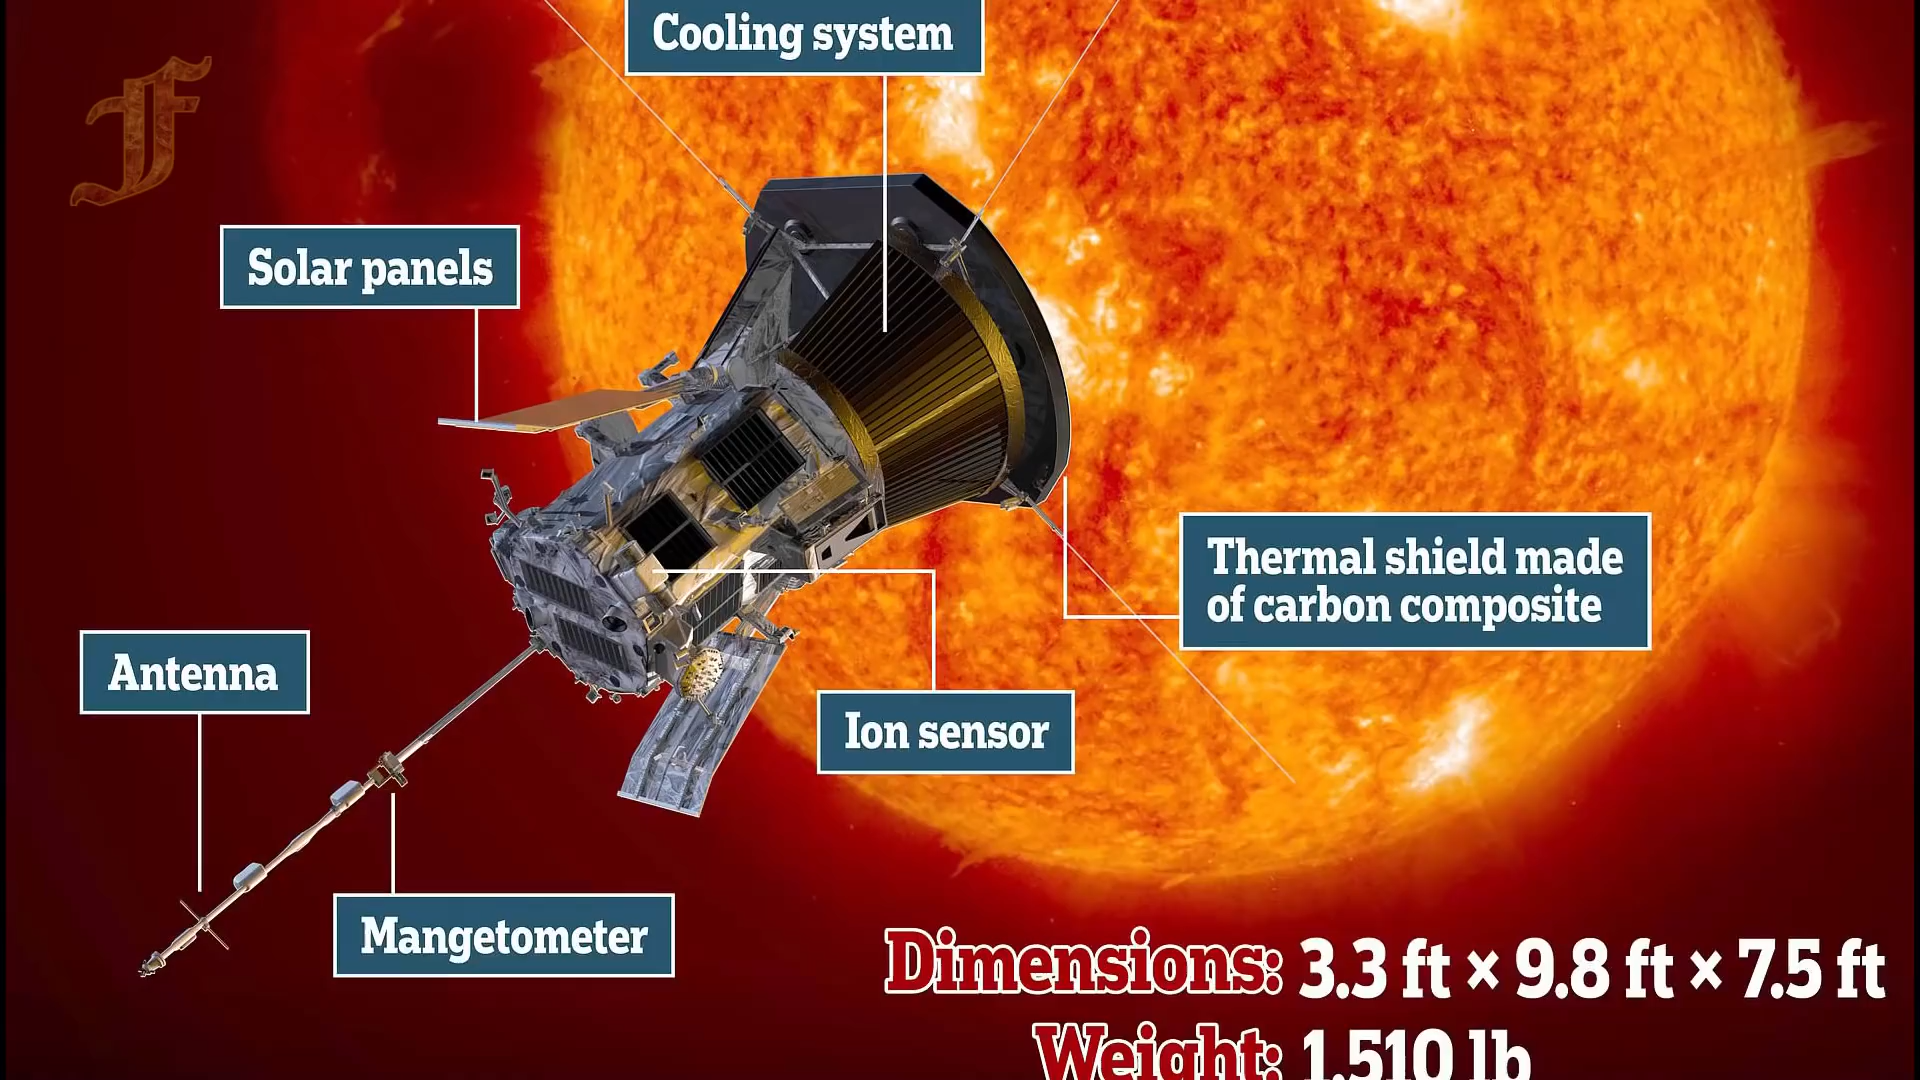 Cooling system
Solar panels
Thermal shield made
of carbon composite
Antenna
Ion sensor
Mangetometer
Dimensions: 3.3 ft × 9.8 ft × 7.5 ft
Weight: 1,510 lb